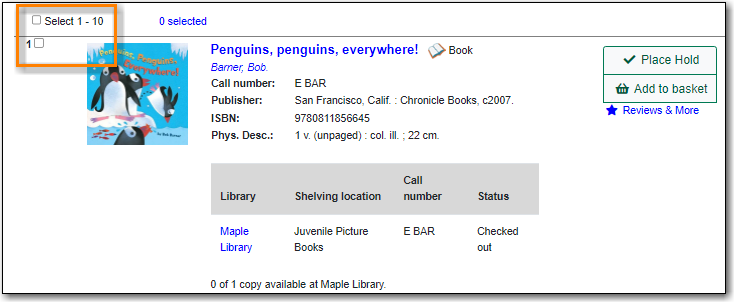 Select 1 - 10
0 selected
1
Penguins, penguins, everywhere!
Book
Barner, Bob.
Call number: E BAR
Publisher: San Francisco, Calif. : Chronicle Books, c2007.
ISBN: 9780811856645
Phys. Desc.: 1 v. (unpaged) : col. ill. ; 22 cm.
Penguins, Penguins,
Everywhere!
by Bob Barner
Place Hold
Add to basket
Reviews & More
Library Shelving location Call number Status
Maple Library Juvenile Picture Books E BAR Checked out
0 of 1 copy available at Maple Library.